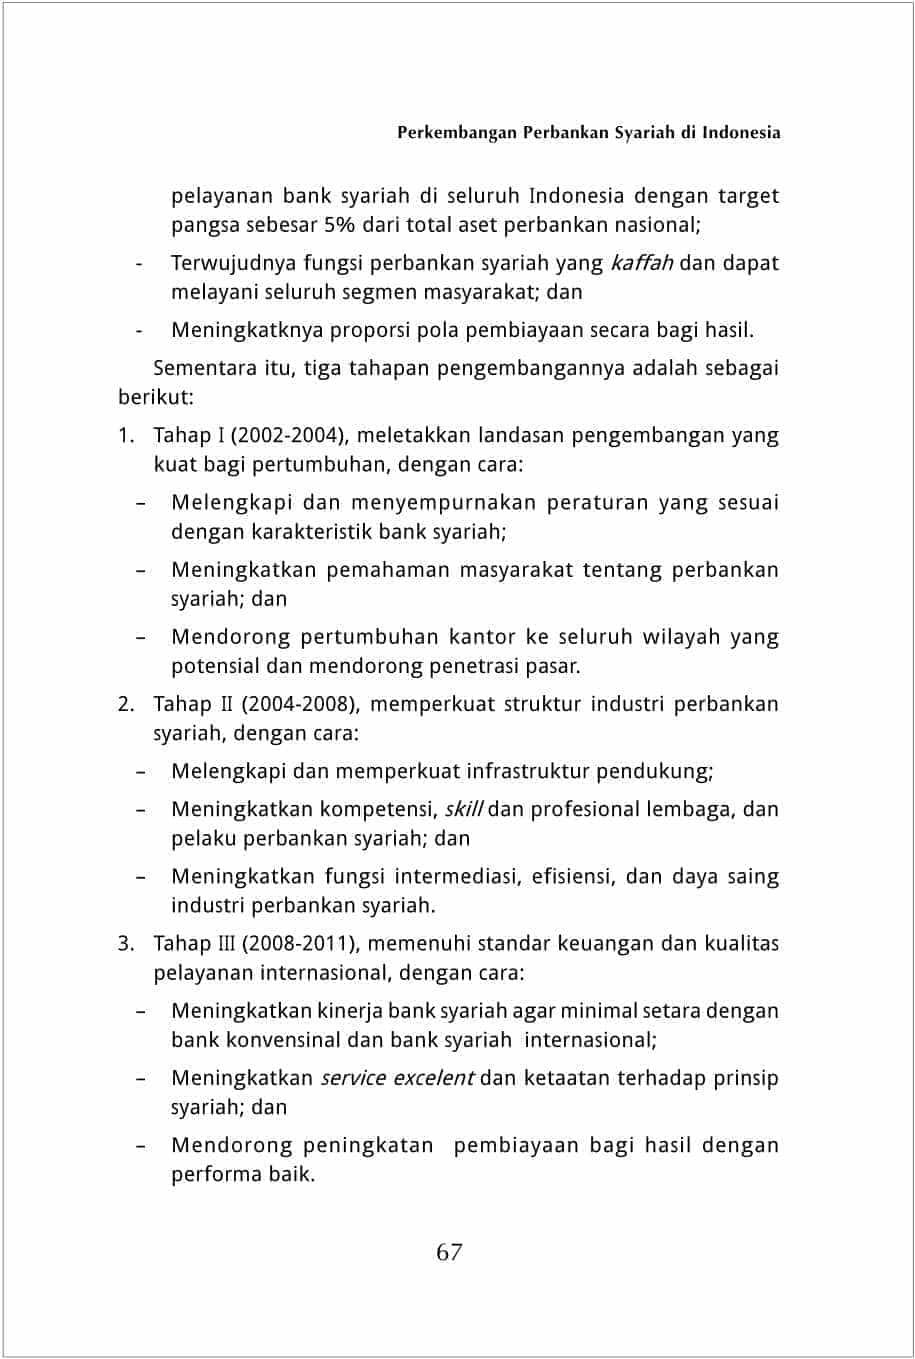 Perkembangan Perbankan Syariah di Indonesia
pelayanan bank syariah di seluruh Indonesia dengan target
pangsa sebesar 5% dari total aset perbankan nasional;
- Terwujudnya fungsi perbankan syariah yang kaffah dan dapat
melayani seluruh segmen masyarakat; dan
- Meningkatknya proporsi pola pembiayaan secara bagi hasil.
Sementara itu, tiga tahapan pengembangannya adalah sebagai
berikut:
1. Tahap I (2002-2004), meletakkan landasan pengembangan yang
kuat bagi pertumbuhan, dengan cara:
– Melengkapi dan menyempurnakan peraturan yang sesuai
dengan karakteristik bank syariah;
– Meningkatkan pemahaman masyarakat tentang perbankan
syariah; dan
– Mendorong pertumbuhan kantor ke seluruh wilayah yang
potensial dan mendorong penetrasi pasar.
2. Tahap II (2004-2008), memperkuat struktur industri perbankan
syariah, dengan cara:
– Melengkapi dan memperkuat infrastruktur pendukung;
– Meningkatkan kompetensi, skill dan profesional lembaga, dan
pelaku perbankan syariah; dan
– Meningkatkan fungsi intermediasi, efisiensi, dan daya saing
industri perbankan syariah.
3. Tahap III (2008-2011), memenuhi standar keuangan dan kualitas
pelayanan internasional, dengan cara:
– Meningkatkan kinerja bank syariah agar minimal setara dengan
bank konvensinal dan bank syariah  internasional;
– Meningkatkan service excelent dan ketaatan terhadap prinsip
syariah; dan
– Mendorong peningkatan  pembiayaan bagi hasil dengan
performa baik.
67